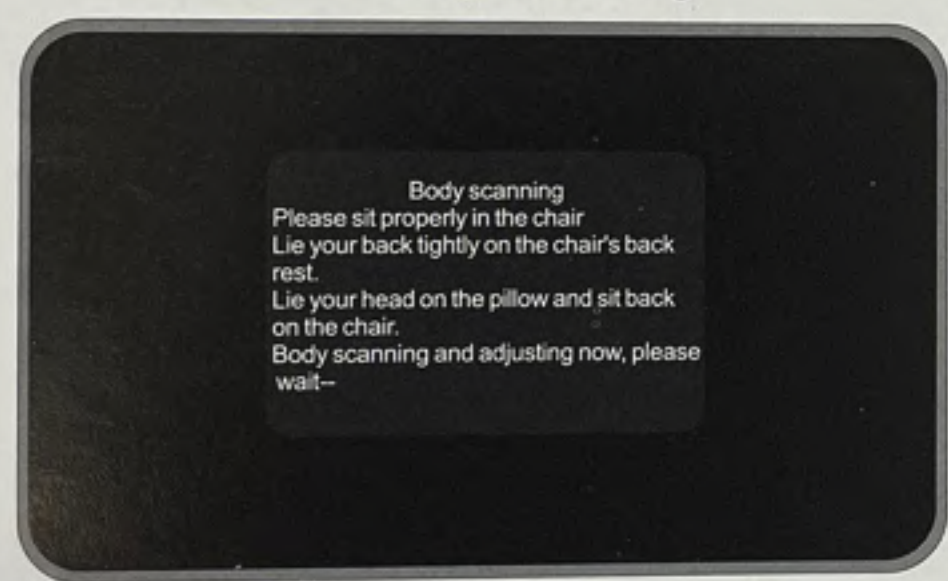 Body scanning
Please sit properly in the chair
Lie your back tightly on the chair's back
rest.
Lie your head on the pillow and sit back
on the chair.
Body scanning and adjusting now, please
wait--